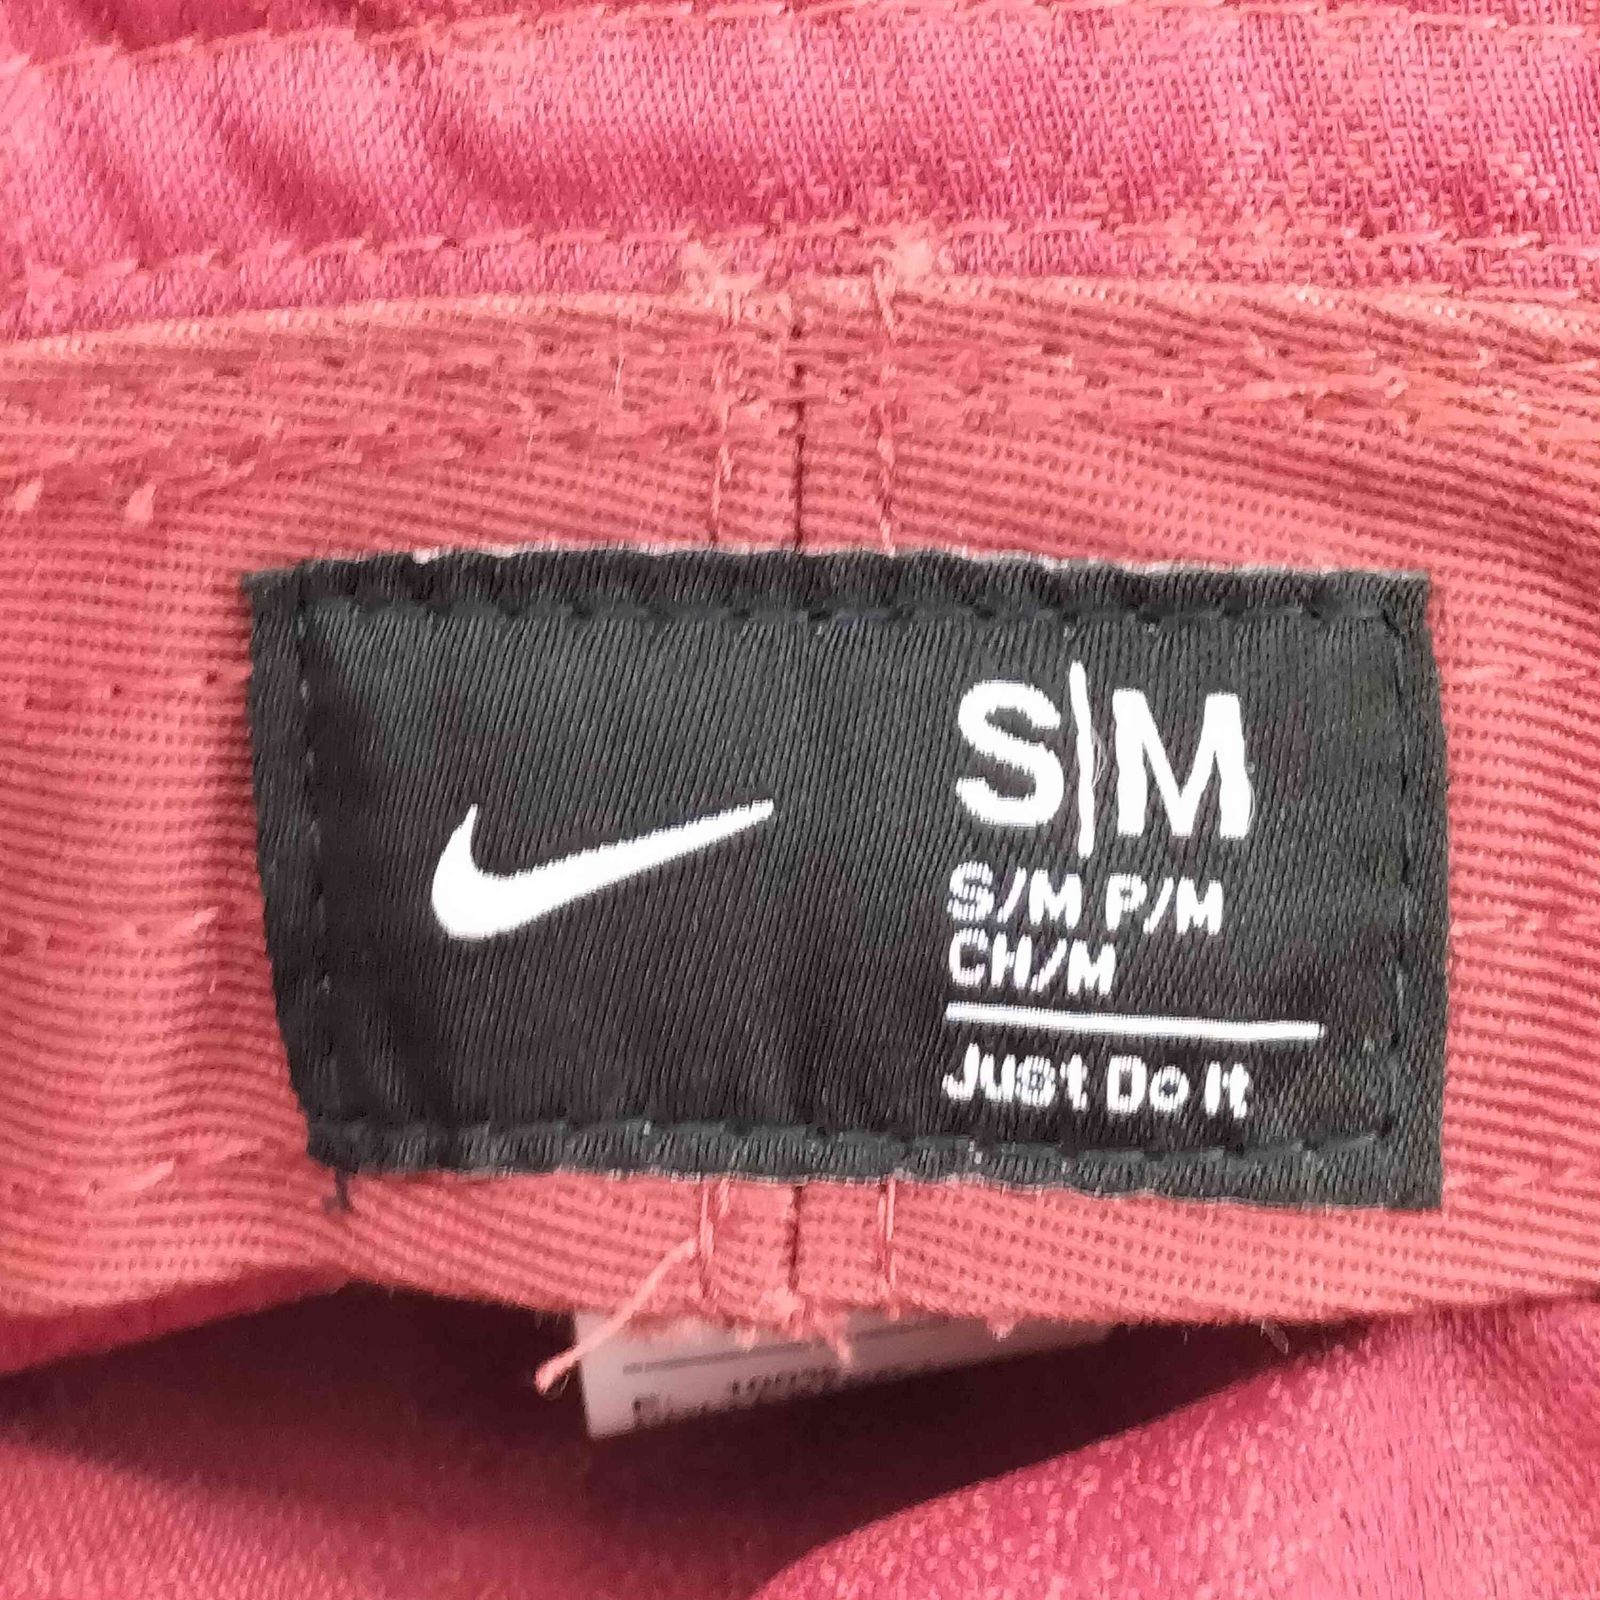 S|M
S/M P/M
CH/M
Just Do It